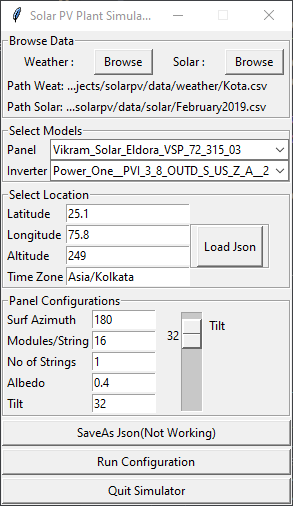 Solar PV Plant Simula...
Browse Data
Weather : Browse Solar : Browse
Path Weat: ...jects/solarpv/data/weather/Kota.csv
Path Solar: ...solarpv/data/solar/February2019.csv
Select Models
Panel Vikram_Solar_Eldora_VSP_72_315_03
Inverter Power_One__PVI_3_8_OUTD_S_US_Z_A__2
Select Location
Latitude 25.1
Longitude 75.8
Load Json
Altitude 249
Time Zone Asia/Kolkata
Panel Configurations
Surf Azimuth 180
Modules/String 16
32 Tilt
No of Strings 1
Albedo 0.4
Tilt 32
SaveAs Json(Not Working)
Run Configuration
Quit Simulator